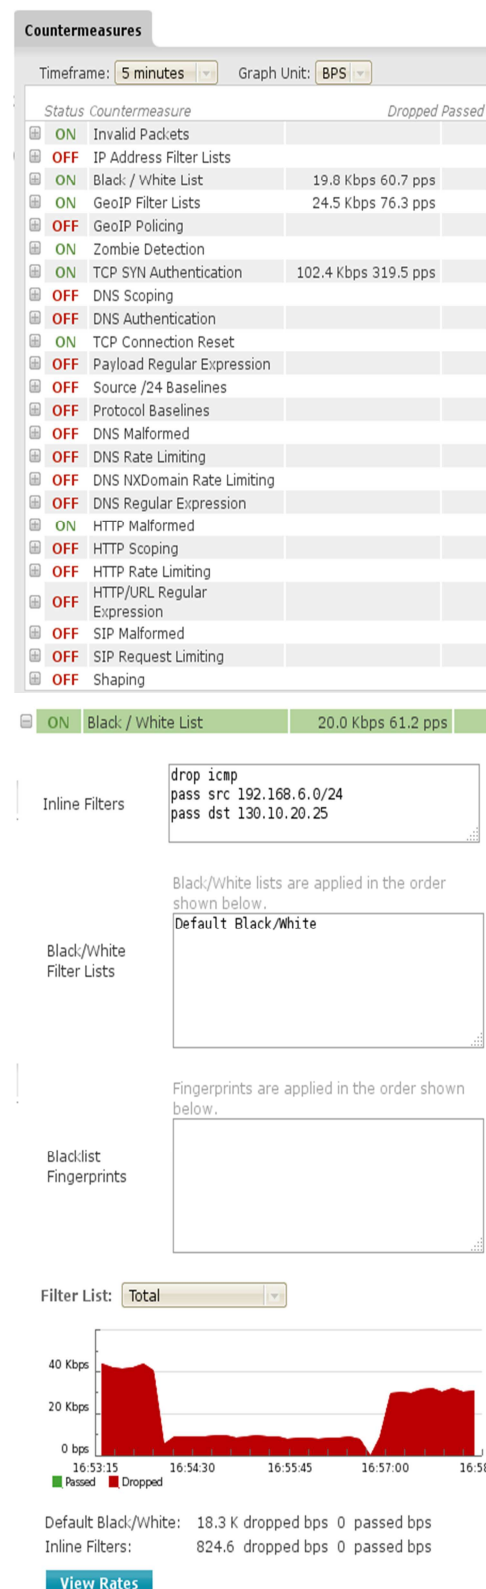 Countermeasures
Timeframe: 5 minutes Graph Unit: BPS
Status Countermeasure Dropped Passed
ON Invalid Packets
OFF IP Address Filter Lists
ON Black / White List 19.8 Kbps 60.7 pps
ON GeoIP Filter Lists 24.5 Kbps 76.3 pps
OFF GeoIP Policing
ON Zombie Detection
ON TCP SYN Authentication 102.4 Kbps 319.5 pps
OFF DNS Scoping
OFF DNS Authentication
ON TCP Connection Reset
OFF Payload Regular Expression
OFF Source /24 Baselines
OFF Protocol Baselines
OFF DNS Malformed
OFF DNS Rate Limiting
OFF DNS NXDomain Rate Limiting
OFF DNS Regular Expression
ON HTTP Malformed
OFF HTTP Scoping
OFF HTTP Rate Limiting
OFF HTTP/URL Regular
Expression
OFF SIP Malformed
OFF SIP Request Limiting
OFF Shaping
ON Black / White List 20.0 Kbps 61.2 pps
Inline Filters
drop icmp
pass src 192.168.6.0/24
pass dst 130.10.20.25
Black/White lists are applied in the order
shown below.
Black/White
Filter Lists
Default Black/White
Fingerprints are applied in the order shown
below.
Blacklist
Fingerprints
Filter List: Total
40 Kbps
20 Kbps
0 bps
16:53:15 16:54:30 16:55:45 16:57:00 16:58
Passed Dropped
Default Black/White: 18.3 K dropped bps 0 passed bps
Inline Filters: 824.6 dropped bps 0 passed bps
View Rates